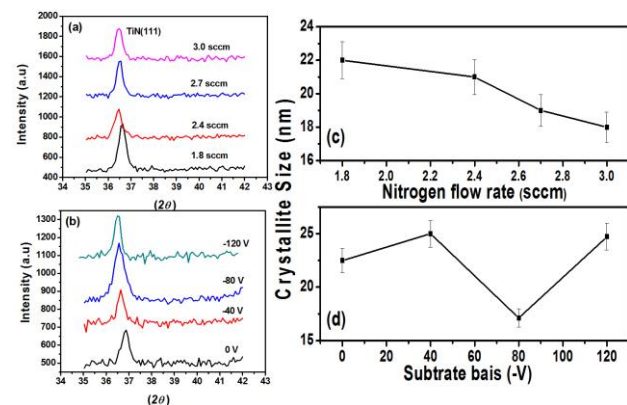 (a) TiN(111)
3.0 sccm
2.7 sccm
2.4 sccm
1.8 sccm
Intensity (a.u)
1800
1600
1400
1200
1000
800
600
400
34 35 36 37 38 39 40 41 42 43
(2θ)
(b)
-120 V
-80 V
-40 V
0 V
Intensity (a.u)
1300
1200
1100
1000
900
800
700
600
500
34 35 36 37 38 39 40 41 42 43
(2θ)
Crystallite Size (nm)
24
22
20
18
16
(c)
1.8 2.0 2.2 2.4 2.6 2.8 3.0
Nitrogen flow rate (sccm)
25
20
15
(d)
0 20 40 60 80 100 120
Subtrate bais (-V)